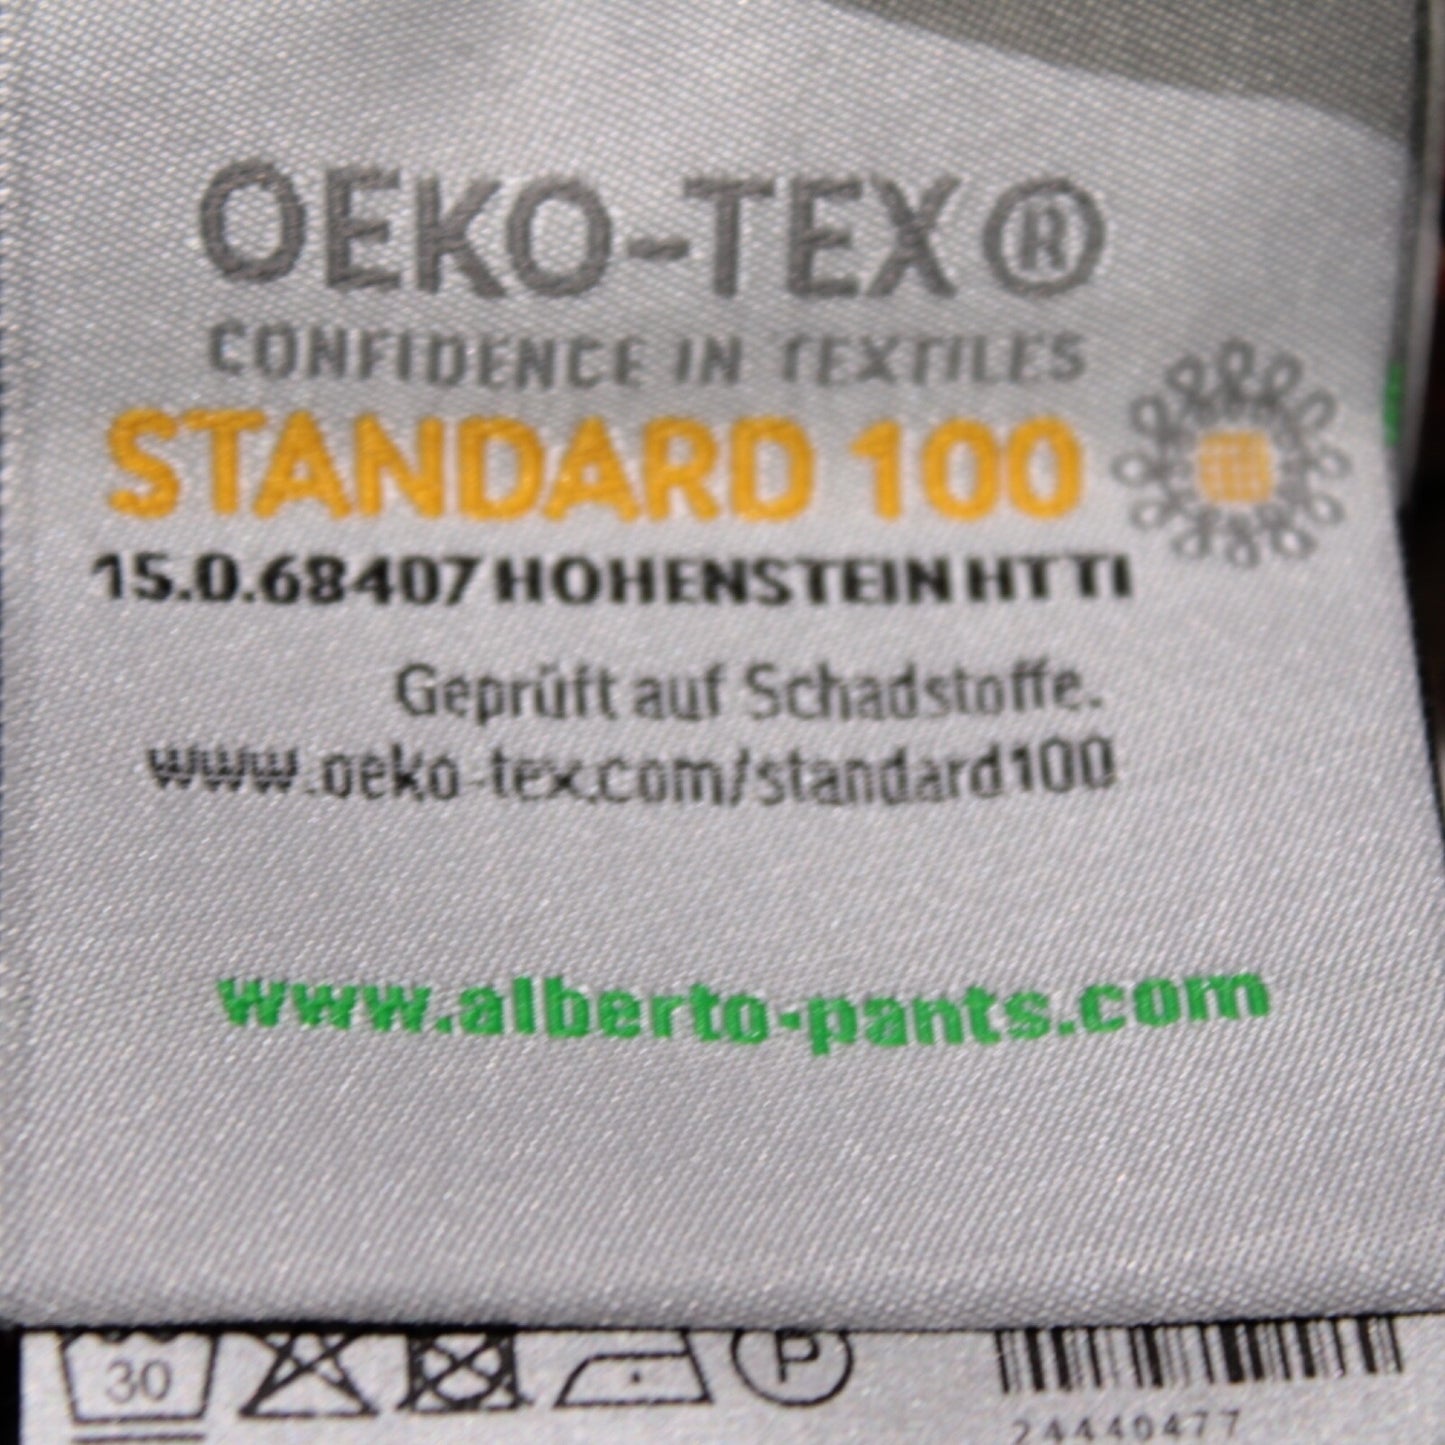 OEKO-TEX®
CONFIDENCE IN TEXTILES
STANDARD 100
15.0.68407 HOHENSTEIN HTTI
Geprüft auf Schadstoffe.
www.oeko-tex.com/standard100
www.alberto-pants.com
30
P
24440477